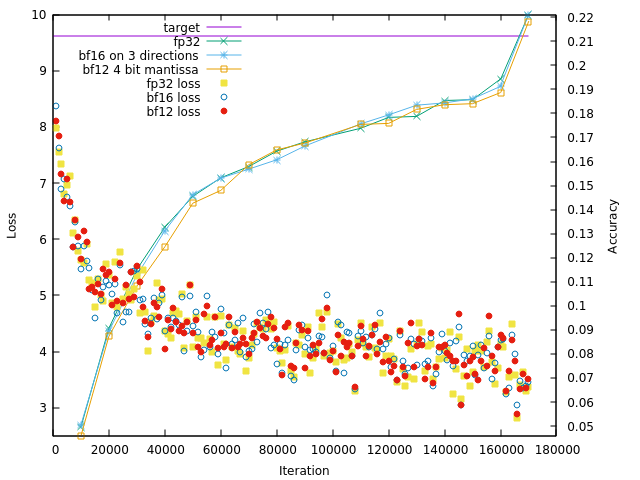 target
fp32
bf16 on 3 directions
bf12 4 bit mantissa
fp32 loss
bf16 loss
bf12 loss
10
9
8
7
6
5
4
3
Loss
0.22
0.21
0.2
0.19
0.18
0.17
0.16
0.15
0.14
0.13
0.12
0.11
0.1
0.09
0.08
0.07
0.06
0.05
Accuracy
0 20000 40000 60000 80000 100000 120000 140000 160000 180000
Iteration